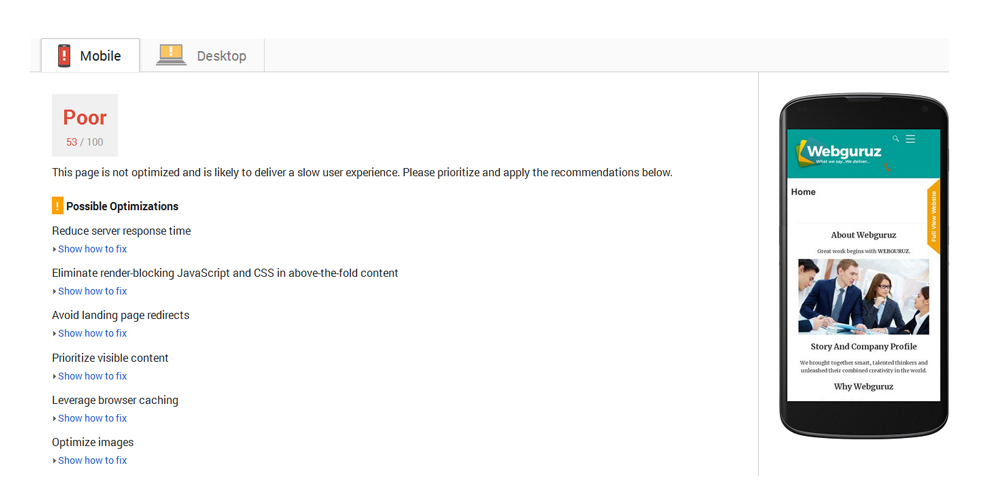 Mobile
Desktop
Poor
53 / 100
This page is not optimized and is likely to deliver a slow user experience. Please prioritize and apply the recommendations below.
! Possible Optimizations
Reduce server response time
Show how to fix
Eliminate render-blocking JavaScript and CSS in above-the-fold content
Show how to fix
Avoid landing page redirects
Show how to fix
Prioritize visible content
Show how to fix
Leverage browser caching
Show how to fix
Optimize images
Show how to fix
Webguruz
What we say...We deliver...
Home
Full View Website
About Webguruz
Great work begins with WEBGURUZ.
Story And Company Profile
We brought together smart, talented thinkers and
unleashed their combined creativity in the world.
Why Webguruz